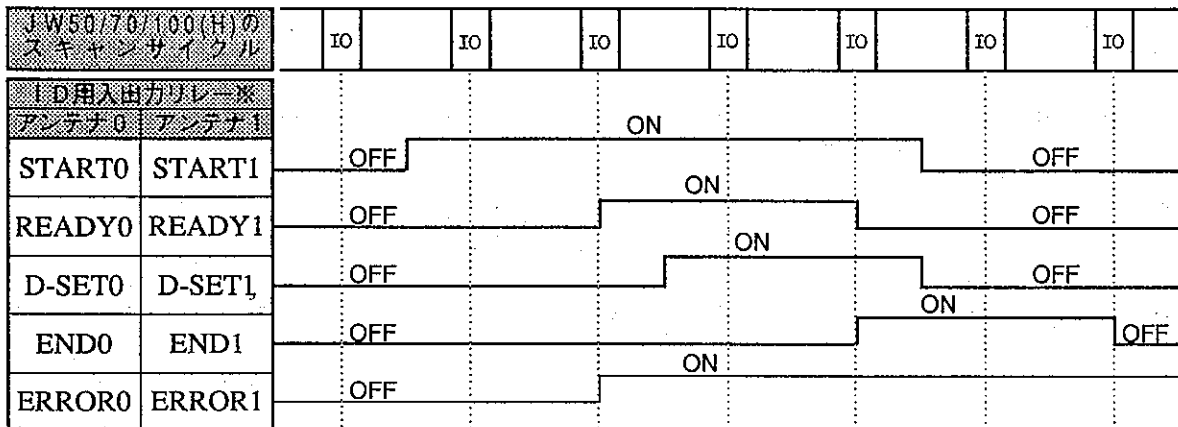 JW50/70/100(H)の
スキャンサイクル
IO IO IO IO IO IO IO
ID用入出力リレー※
アンテナ0 アンテナ1
START0 START1 OFF ON OFF
READY0 READY1 OFF ON OFF
D-SET0 D-SET1, OFF ON OFF
END0 END1 OFF ON OFF
ERROR0 ERROR1 OFF ON